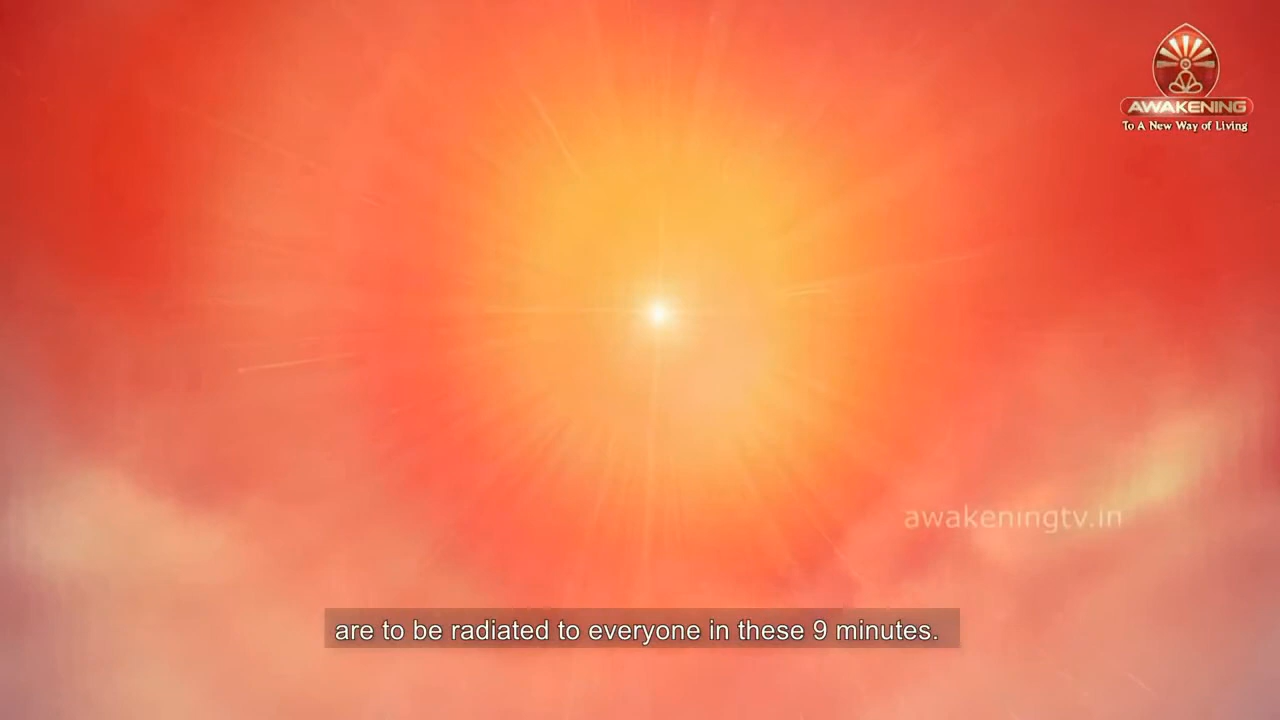 AWAKENING
To A New Way of Living
awakeningtv.in
are to be radiated to everyone in these 9 minutes.